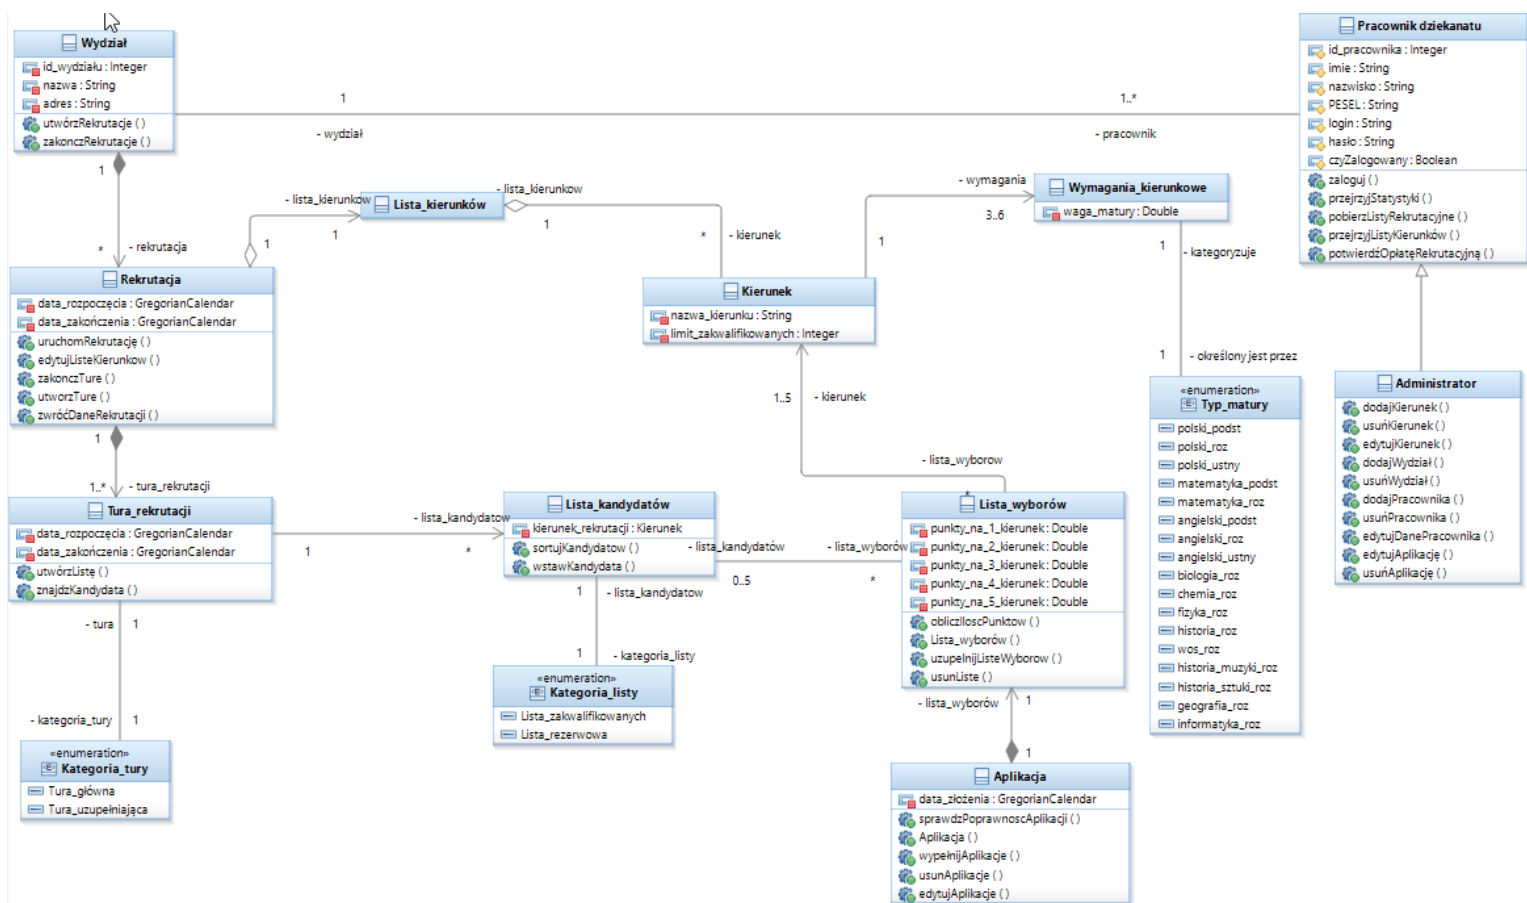 Wydział
id_wydziału : Integer
nazwa : String
adres : String
utwórzRekrutacje ( )
zakonczRekrutacje ( )
1
- wydział
1..*
- pracownik
Pracownik dziekanatu
id_pracownika : Integer
imie : String
nazwisko : String
PESEL : String
login : String
hasło : String
czyZalogowany : Boolean
zaloguj ( )
przejrzyjStatystyki ( )
pobierzListyRekrutacyjne ( )
przejrzyjListyKierunków ( )
potwierdźOpłatęRekrutacyjną ( )
1
*
- rekrutacja
- lista_kierunkow
1
1
Lista_kierunków
- lista_kierunkow
1
*
- kierunek
- wymagania
3..6
1
Wymagania_kierunkowe
waga_matury : Double
1
- kategoryzuje
1
- określony jest przez
Rekrutacja
data_rozpoczęcia : GregorianCalendar
data_zakończenia : GregorianCalendar
uruchomRekrutację ( )
edytujListeKierunkow ( )
zakonczTure ( )
utworzTure ( )
zwróćDaneRekrutacji ( )
Kierunek
nazwa_kierunku : String
limit_zakwalifikowanych : Integer
1..5
- kierunek
- lista_wyborow
*
«enumeration»
Typ_matury
polski_podst
polski_roz
polski_ustny
matematyka_podst
matematyka_roz
angielski_podst
angielski_roz
angielski_ustny
biologia_roz
chemia_roz
fizyka_roz
historia_roz
wos_roz
historia_muzyki_roz
historia_sztuki_roz
geografia_roz
informatyka_roz
Administrator
dodajKierunek ( )
usuńKierunek ( )
edytujKierunek ( )
dodajWydział ( )
usuńWydział ( )
dodajPracownika ( )
usuńPracownika ( )
edytujDanePracownika ( )
edytujAplikację ( )
usuńAplikację ( )
1
1..*
- tura_rekrutacji
Tura_rekrutacji
data_rozpoczęcia : GregorianCalendar
data_zakończenia : GregorianCalendar
utwórzListę ( )
znajdzKandydata ( )
- lista_kandydatow
1
*
Lista_kandydatów
kierunek_rekrutacji : Kierunek
sortujKandydatow ( )
wstawKandydata ( )
- lista_kandydatów
0..5
- lista_wyborów
*
Lista_wyborów
punkty_na_1_kierunek : Double
punkty_na_2_kierunek : Double
punkty_na_3_kierunek : Double
punkty_na_4_kierunek : Double
punkty_na_5_kierunek : Double
obliczIloscPunktow ( )
Lista_wyborów ( )
uzupelnijListeWyborow ( )
usunListe ( )
- tura
1
- kategoria_tury
1
«enumeration»
Kategoria_tury
Tura_główna
Tura_uzupełniająca
1
- lista_kandydatow
1
- kategoria_listy
«enumeration»
Kategoria_listy
Lista_zakwalifikowanych
Lista_rezerwowa
- lista_wyborów
1
1
Aplikacja
data_złożenia : GregorianCalendar
sprawdzPoprawnoscAplikacji ( )
Aplikacja ( )
wypełnijAplikacje ( )
usunAplikacje ( )
edytujAplikacje ( )